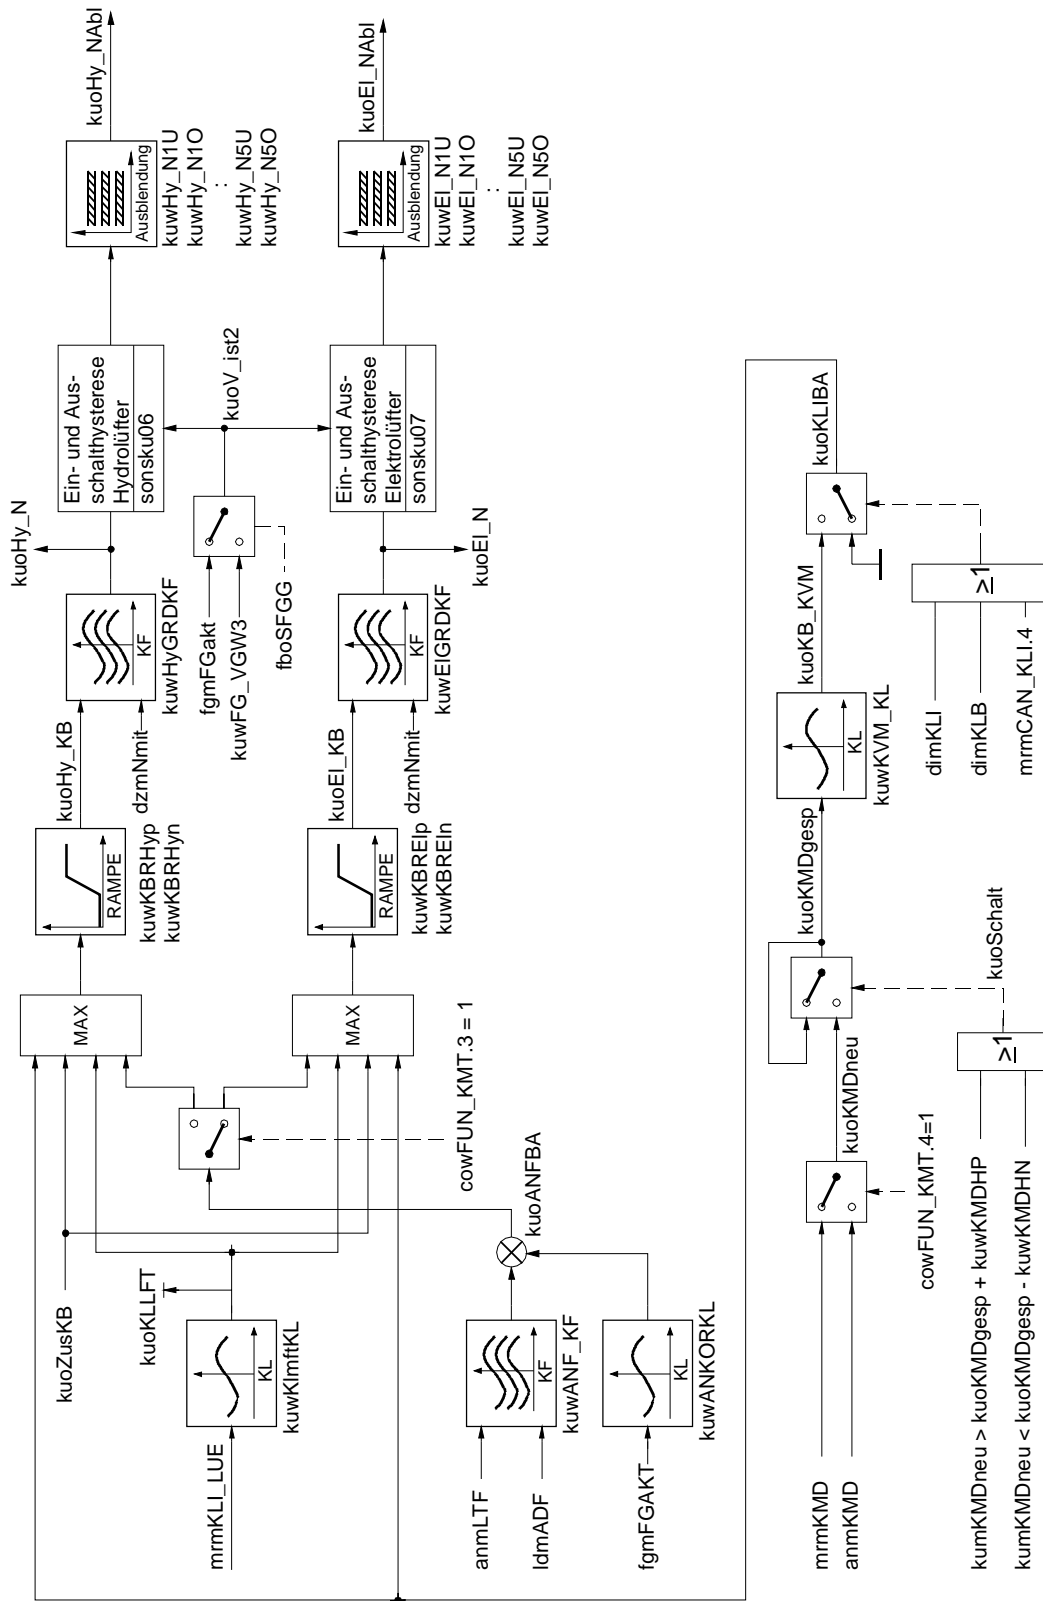 mrmKLI_LUE
KL
kuwKlmftKL
kuoKLLFT
kuoZusKB
anmLTF
ldmADF
KF
kuwANF_KF
fgmFGAKT
KL
kuwANKORKL
kuoANFBA
cowFUN_KMT.3 = 1
MAX
MAX
RAMPE
kuwKBRHyp
kuwKBRHyn
RAMPE
kuwKBRElp
kuwKBREln
kuoHy_KB
dzmNmit
kuoEl_KB
dzmNmit
KF
kuwHyGRDKF
KF
kuwElGRDKF
kuoHy_N
kuoEl_N
fgmFGakt
kuwFG_VGW3
fboSFGG
kuoV_ist2
Ein- und Aus-
schalthysterese
Hydrolüfter
sonsku06
Ein- und Aus-
schalthysterese
Elektrolüfter
sonsku07
Ausblendung
kuwHy_N1U
kuwHy_N1O
..
kuwHy_N5U
kuwHy_N5O
Ausblendung
kuwEl_N1U
kuwEl_N1O
..
kuwEl_N5U
kuwEl_N5O
kuoHy_NAbl
kuoEl_NAbl
mrmKMD
anmKMD
cowFUN_KMT.4=1
kuoKMDneu
kumKMDneu > kuoKMDgesp + kuwKMDHP
kumKMDneu < kuoKMDgesp - kuwKMDHN
≥1
kuoSchalt
kuoKMDgesp
KL
kuwKVM_KL
kuoKB_KVM
dimKLI
dimKLB
mrmCAN_KLI.4
≥1
kuoKLIBA